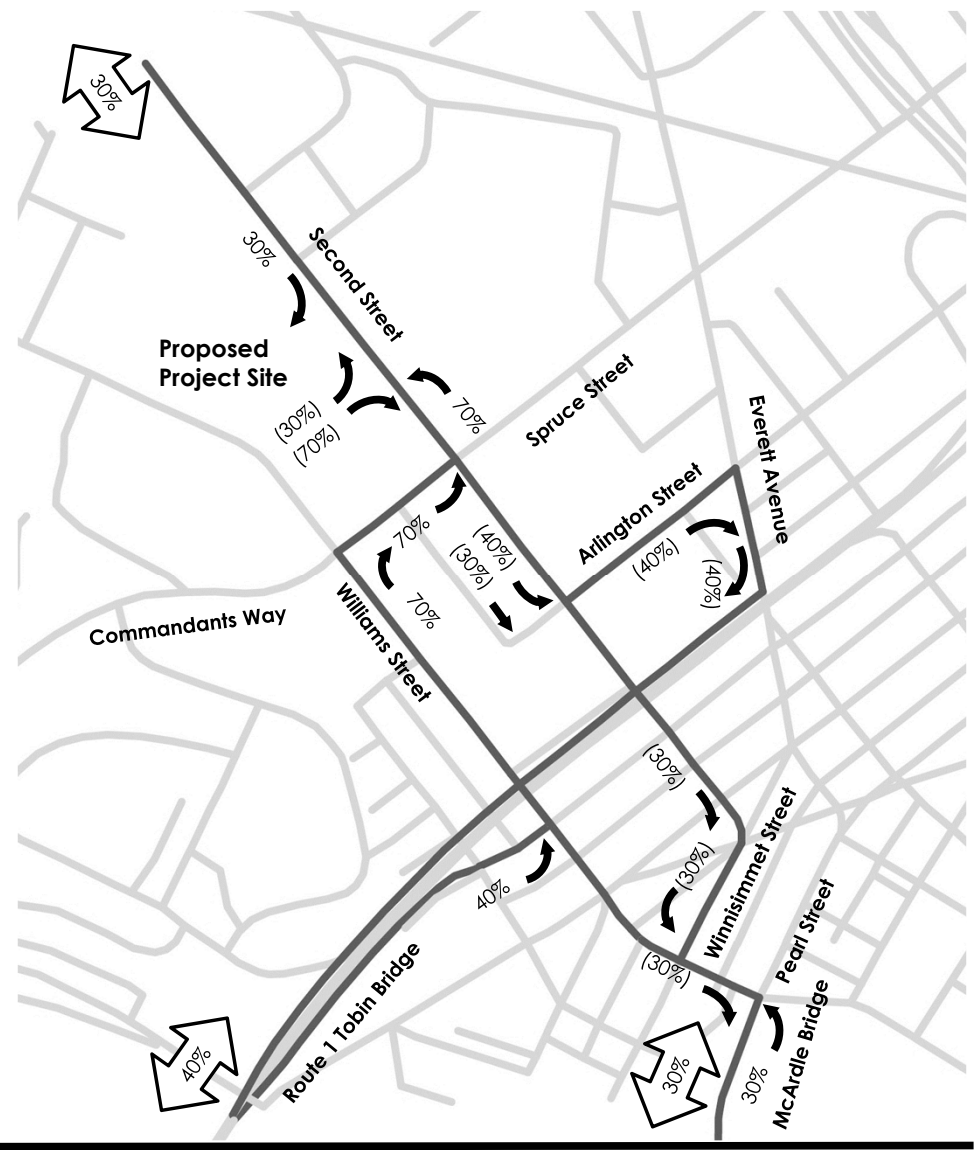 30%
30%
Second Street
Proposed
Project Site
(30%)
(70%)
70%
Spruce Street
Everett Avenue
Arlington Street
70%
(40%)
(30%)
(40%)
(40%)
70%
Williams Street
Commandants Way
(30%)
(30%)
Winnisimmet Street
40%
Pearl Street
(30%)
Route 1 Tobin Bridge
McArdle Bridge
40%
30%
30%